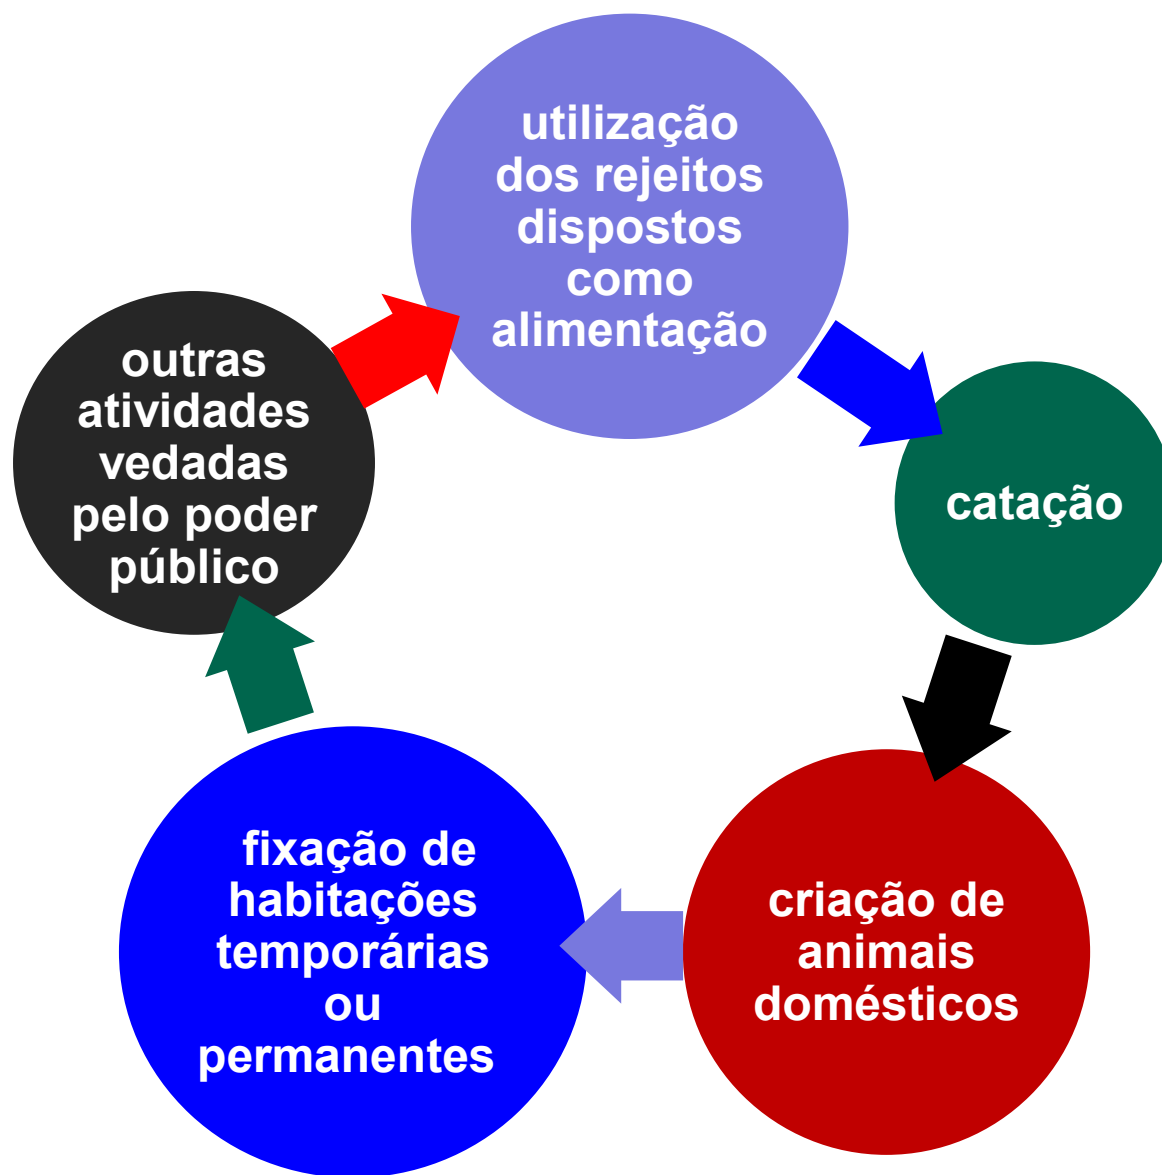 utilização
dos rejeitos
dispostos
como
alimentação
catação
criação de
animais
domésticos
fixação de
habitações
temporárias
ou
permanentes
outras
atividades
vedadas
pelo poder
público